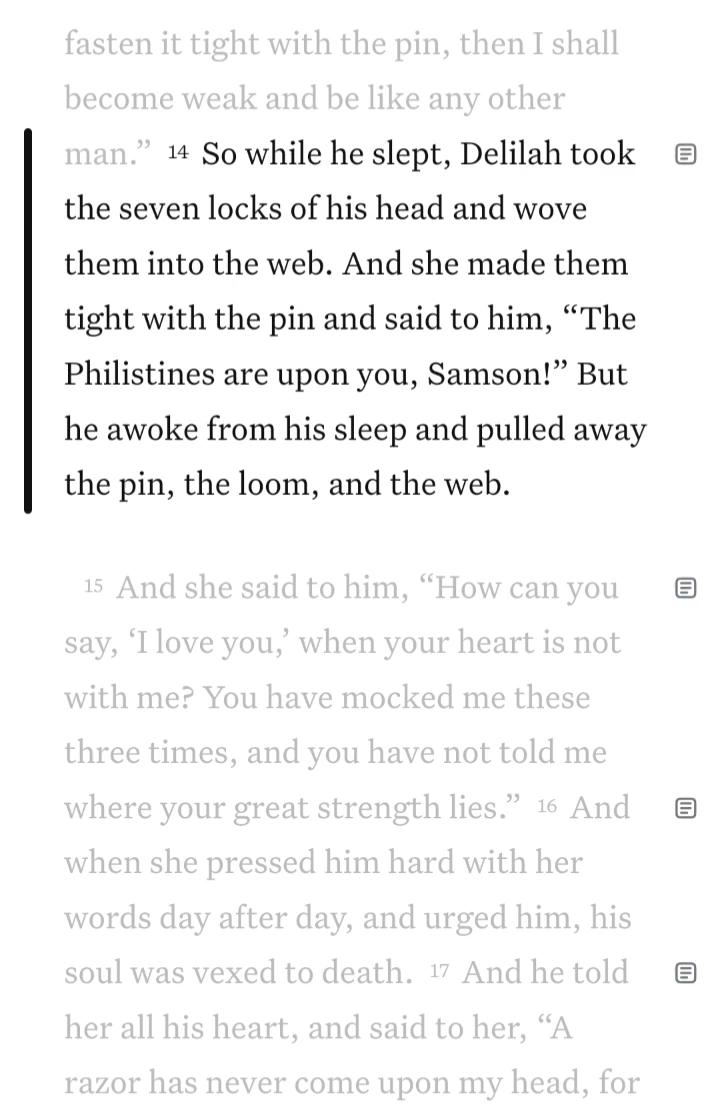 fasten it tight with the pin, then I shall
become weak and be like any other
man.” 14 So while he slept, Delilah took
the seven locks of his head and wove
them into the web. And she made them
tight with the pin and said to him, “The
Philistines are upon you, Samson!” But
he awoke from his sleep and pulled away
the pin, the loom, and the web.
15 And she said to him, “How can you
say, ‘I love you,’ when your heart is not
with me? You have mocked me these
three times, and you have not told me
where your great strength lies.” 16 And
when she pressed him hard with her
words day after day, and urged him, his
soul was vexed to death. 17 And he told
her all his heart, and said to her, “A
razor has never come upon my head, for